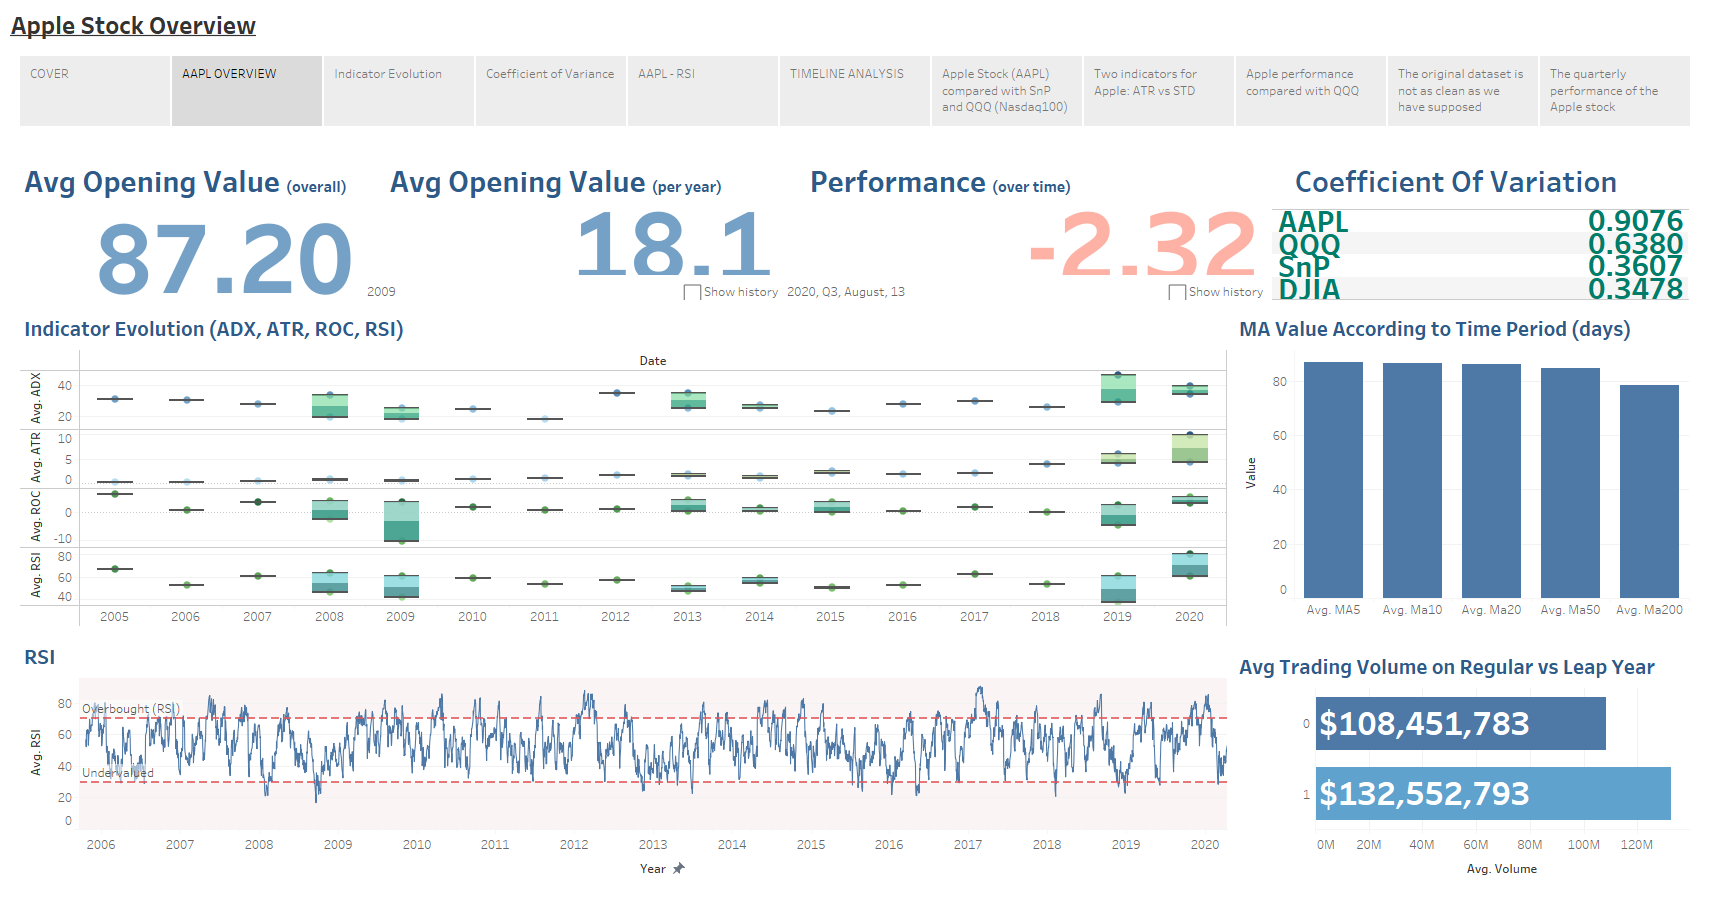 Apple Stock Overview
COVER
AAPL OVERVIEW
Indicator Evolution
Coefficient of Variance
AAPL - RSI
TIMELINE ANALYSIS
Apple Stock (AAPL)
compared with SnP
and QQQ (Nasdaq100)
Two indicators for
Apple: ATR vs STD
Apple performance
compared with QQQ
The original dataset is
not as clean as we
have supposed
The quarterly
performance of the
Apple stock
Avg Opening Value (overall)
87.20
Avg Opening Value (per year)
18.1
2009
Show history
Performance (over time)
-2.32
2020, Q3, August, 13
Show history
Coefficient Of Variation
AAPL 0.9076
QQQ 0.6380
SnP 0.3607
DJIA 0.3478
Indicator Evolution (ADX, ATR, ROC, RSI)
Date
Avg. ADX
40
20
Avg. ATR
10
5
0
Avg. ROC
0
-10
Avg. RSI
80
60
40
2005 2006 2007 2008 2009 2010 2011 2012 2013 2014 2015 2016 2017 2018 2019 2020
MA Value According to Time Period (days)
Value
80
60
40
20
0
Avg. MA5 Avg. Ma10 Avg. Ma20 Avg. Ma50 Avg. Ma200
RSI
Avg. RSI
80
60
40
20
0
Overbought (RSI)
Undervalued
2006 2007 2008 2009 2010 2011 2012 2013 2014 2015 2016 2017 2018 2019 2020
Year
Avg Trading Volume on Regular vs Leap Year
0 $108,451,783
1 $132,552,793
0M 20M 40M 60M 80M 100M 120M
Avg. Volume